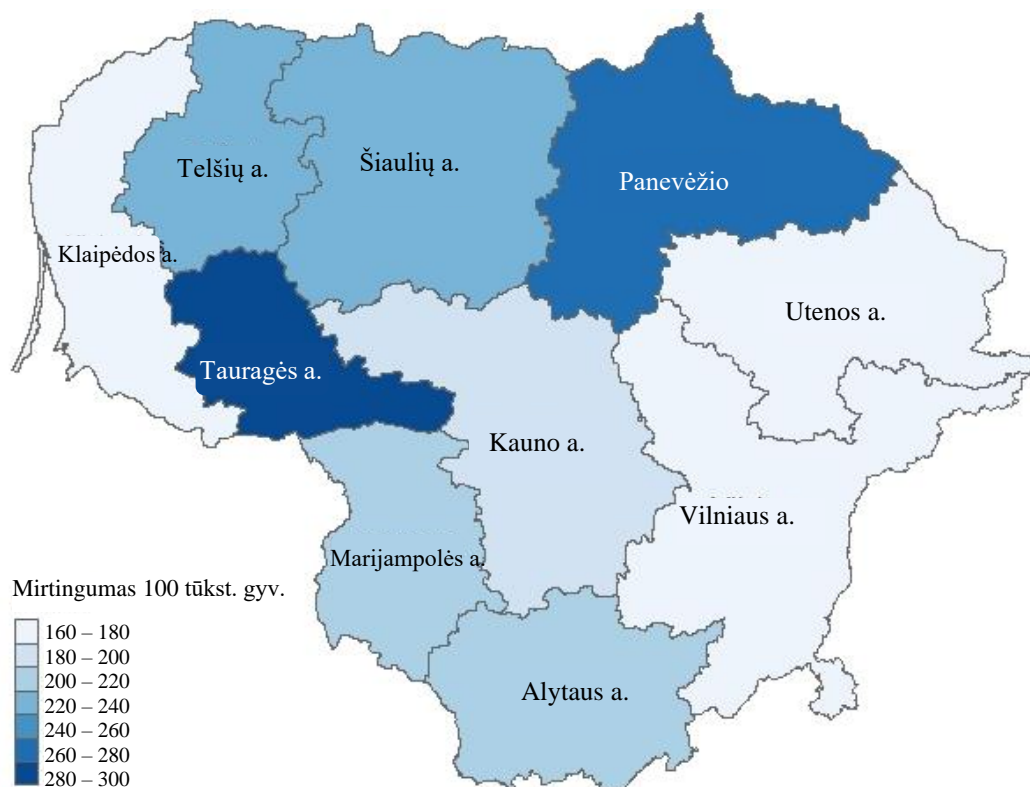 Telšių a.
Šiaulių a.
Panevėžio
Klaipėdos a.
Utenos a.
Tauragės a.
Kauno a.
Vilniaus a.
Marijampolės a.
Alytaus a.
Mirtingumas 100 tūkst. gyv.
160 – 180
180 – 200
200 – 220
220 – 240
240 – 260
260 – 280
280 – 300